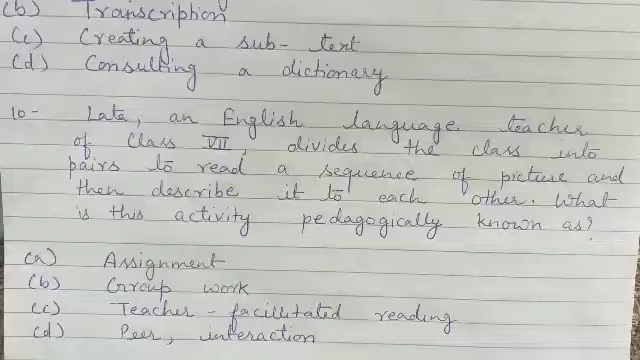 (b) Transcription
(c) Creating a sub-text
(d) Consulting a dictionary
10- Lata, an English language teacher
of Class VII, divides the class into
pairs to read a sequence of picture and
then describe it to each other. What
is this activity pedagogically known as?
(a) Assignment
(b) Group work
(c) Teacher-facilitated reading
(d) Peer, interaction